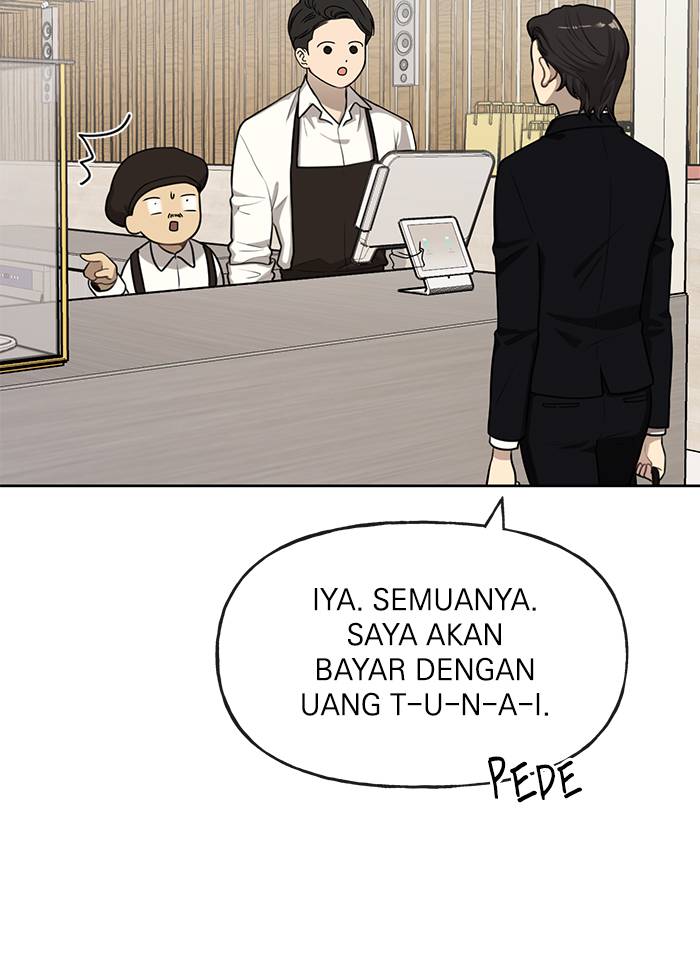 IYA. SEMUANYA.
SAYA AKAN
BAYAR DENGAN
UANG T-U-N-A-I.
PEDE